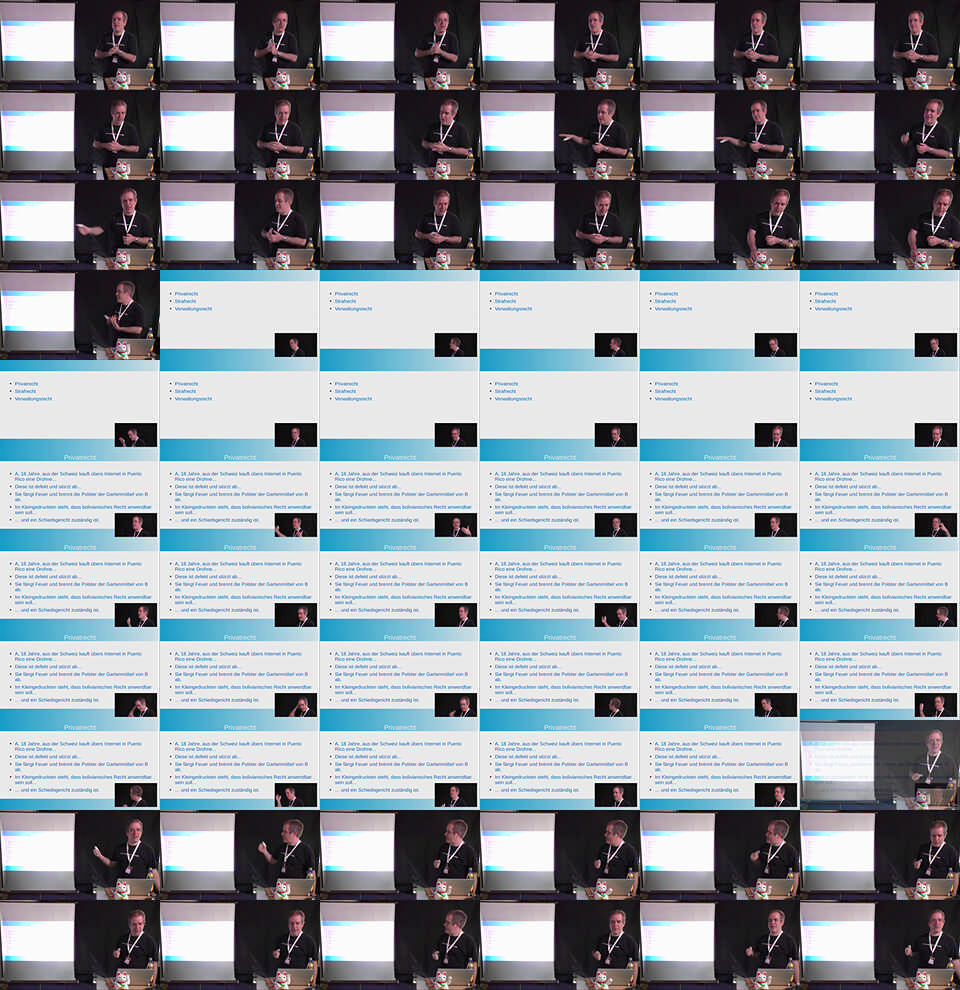 Privatrecht
Strafrecht
Verwaltungsrecht
Privatrecht
A, 18 Jahre, aus der Schweiz kauft übers Internet in Puerto
Rico eine Drohne...
Diese ist defekt und stürzt ab...
Sie fängt Feuer und brennt die Polster der Gartenmöbel von B
ab.
Im Kleingedruckten steht, dass bolivianisches Recht anwendbar
sein soll...
... und ein Schiedsgericht zuständig ist.